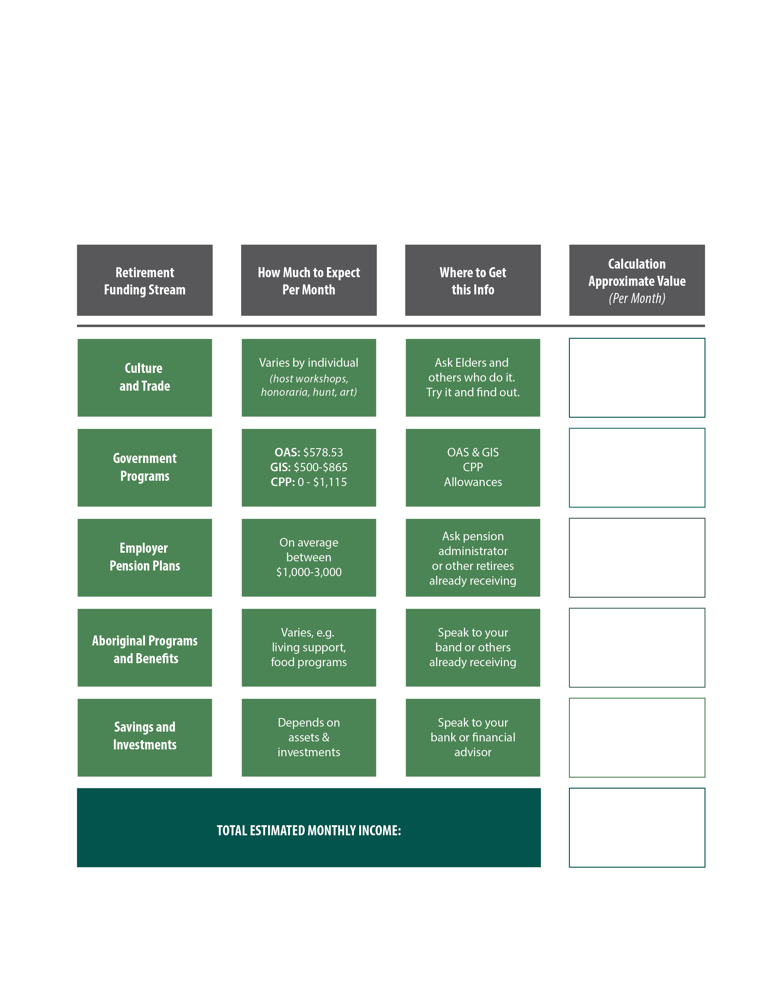 Retirement
Funding Stream
How Much to Expect
Per Month
Where to Get
this Info
Calculation
Approximate Value
(Per Month)
Culture
and Trade
Varies by individual
(host workshops,
honoraria, hunt, art)
Ask Elders and
others who do it.
Try it and find out.
Government
Programs
OAS: $578.53
GIS: $500-$865
CPP: 0 - $1,115
OAS & GIS
CPP
Allowances
Employer
Pension Plans
On average
between
$1,000-3,000
Ask pension
administrator
or other retirees
already receiving
Aboriginal Programs
and Benefits
Varies, e.g.
living support,
food programs
Speak to your
band or others
already receiving
Savings and
Investments
Depends on
assets &
investments
Speak to your
bank or financial
advisor
TOTAL ESTIMATED MONTHLY INCOME: